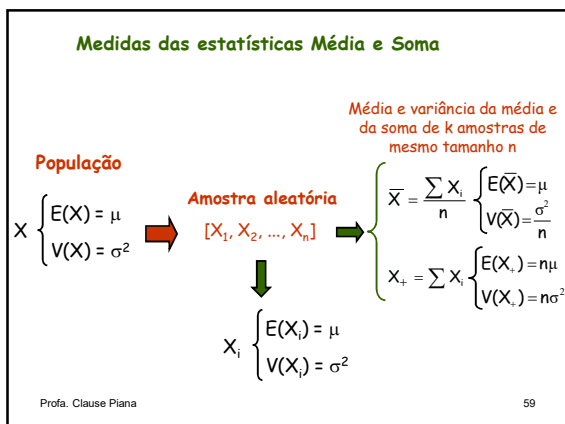 Medidas das estatísticas Média e Soma
Média e variância da média e
da soma de k amostras de
mesmo tamanho n
População
X { E(X) = μ
V(X) = σ²
Amostra aleatória
[X₁, X₂, ..., Xₙ]
X̄ = ∑ Xᵢ / n { E(X̄) = μ
V(X̄) = σ² / n
X₊ = ∑ Xᵢ { E(X₊) = nμ
V(X₊) = nσ²
Xᵢ { E(Xᵢ) = μ
V(Xᵢ) = σ²
Profa. Clause Piana
59